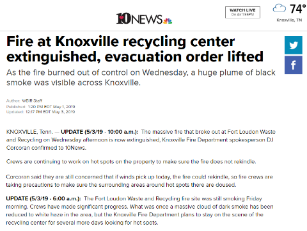 10NEWS
WATCH LIVE
74°
Knoxville, TN
Fire at Knoxville recycling center
extinguished, evacuation order lifted
As the fire burned out of control on Wednesday, a huge plume of black
smoke was visible across Knoxville.
Author: WBIR Staff
KNOXVILLE, Tenn. — UPDATE (5/3/19 - 10:00 a.m.): The massive fire that broke out at Fort Loudon Waste
and Recycling on Wednesday afternoon is now extinguished, Knoxville Fire Department spokesperson DJ
Corcoran confirmed to 10News.
Crews are continuing to work on hot spots on the property to make sure the fire does not rekindle.
Corcoran said they are still concerned that if winds pick up today, the fire could rekindle, so fire crews are
taking precautions to make sure the surrounding areas around hot spots there are doused.
UPDATE (5/3/19 - 6:00 a.m.): The Fort Loudon Waste and Recycling fire site was still smoking Friday
morning. Crews have made significant progress. What was once a massive cloud of dark smoke has been
reduced to white haze in the area, but the Knoxville Fire Department plans to stay on the scene of the
recycling center for several more days looking for hot spots.